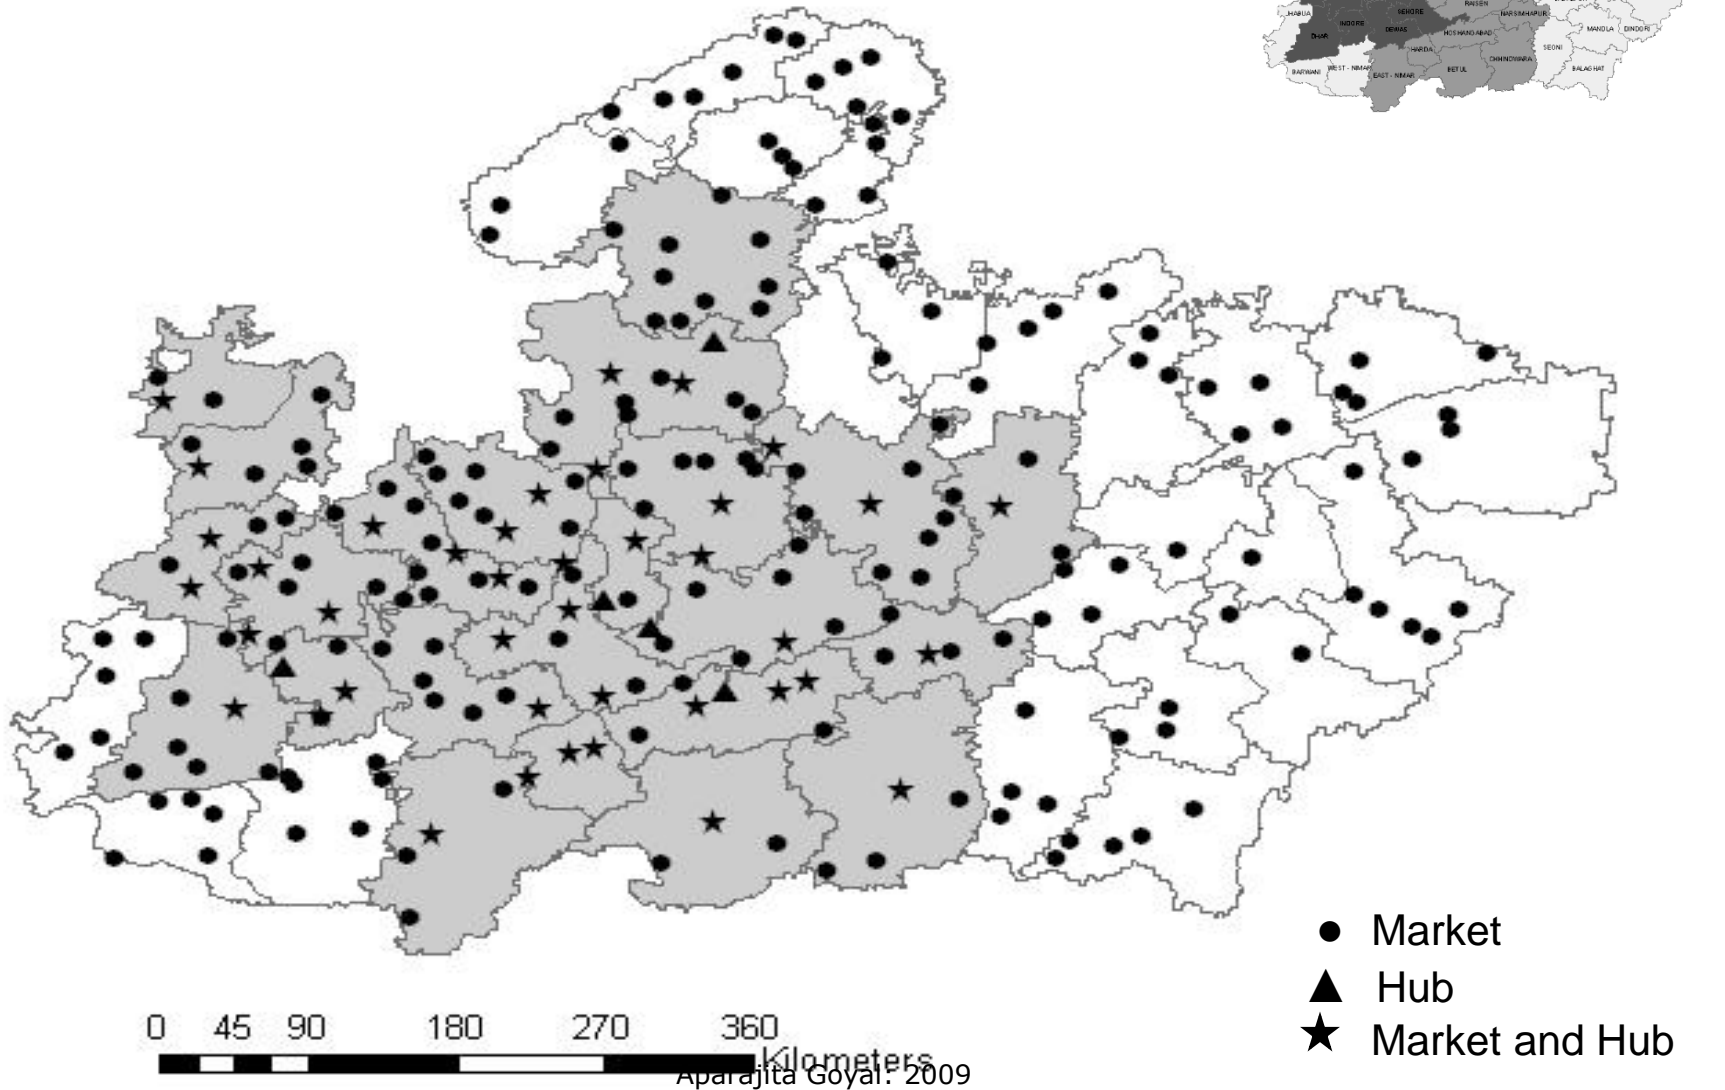 JHABUA
INDORE
SEHORE
RAISEN
NARSIMHAPUR
DHAR
DEWAS
HOSHANGABAD
MANDLA
DINDORI
HARDA
SEONI
BARWANI
WEST - NIMAR
EAST - NIMAR
BETUL
CHHINDWARA
BALAGHAT
Market
Hub
Market and Hub
0 45 90 180 270 360
Kilometers
Aparajita Goyal: 2009